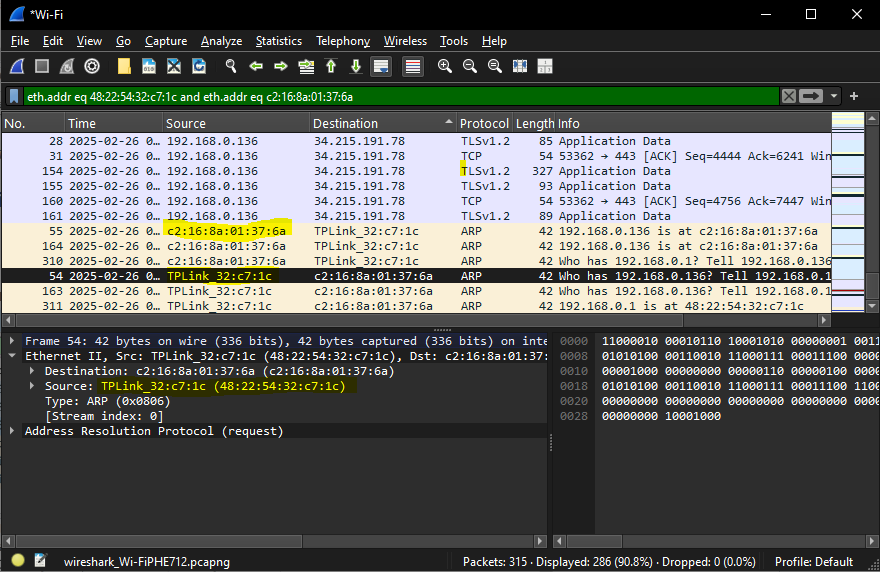 *Wi-Fi
File Edit View Go Capture Analyze Statistics Telephony Wireless Tools Help
eth.addr eq 48:22:54:32:c7:1c and eth.addr eq c2:16:8a:01:37:6a
No. Time Source Destination Protocol Length Info
28 2025-02-26 0… 192.168.0.136 34.215.191.78 TLSv1.2 85 Application Data
31 2025-02-26 0… 192.168.0.136 34.215.191.78 TCP 54 53362 → 443 [ACK] Seq=4444 Ack=6241 Win
154 2025-02-26 0… 192.168.0.136 34.215.191.78 TLSv1.2 327 Application Data
155 2025-02-26 0… 192.168.0.136 34.215.191.78 TLSv1.2 93 Application Data
160 2025-02-26 0… 192.168.0.136 34.215.191.78 TCP 54 53362 → 443 [ACK] Seq=4756 Ack=7447 Win
161 2025-02-26 0… 192.168.0.136 34.215.191.78 TLSv1.2 89 Application Data
55 2025-02-26 0… c2:16:8a:01:37:6a TPLink_32:c7:1c ARP 42 192.168.0.136 is at c2:16:8a:01:37:6a
164 2025-02-26 0… c2:16:8a:01:37:6a TPLink_32:c7:1c ARP 42 192.168.0.136 is at c2:16:8a:01:37:6a
310 2025-02-26 0… c2:16:8a:01:37:6a TPLink_32:c7:1c ARP 42 Who has 192.168.0.1? Tell 192.168.0.136
54 2025-02-26 0… TPLink_32:c7:1c c2:16:8a:01:37:6a ARP 42 Who has 192.168.0.136? Tell 192.168.0.1
163 2025-02-26 0… TPLink_32:c7:1c c2:16:8a:01:37:6a ARP 42 Who has 192.168.0.136? Tell 192.168.0.1
311 2025-02-26 0… TPLink_32:c7:1c c2:16:8a:01:37:6a ARP 42 192.168.0.1 is at 48:22:54:32:c7:1c
Frame 54: 42 bytes on wire (336 bits), 42 bytes captured (336 bits) on inte
Ethernet II, Src: TPLink_32:c7:1c (48:22:54:32:c7:1c), Dst: c2:16:8a:01:37:
Destination: c2:16:8a:01:37:6a (c2:16:8a:01:37:6a)
Source: TPLink_32:c7:1c (48:22:54:32:c7:1c)
Type: ARP (0x0806)
[Stream index: 0]
Address Resolution Protocol (request)
0000 11000010 00010110 10001010 00000001 0011
0008 01010100 00110010 11000111 00011100 0000
0010 00001000 00000000 00000110 00000100 0000
0018 01010100 00110010 11000111 00011100 1100
0020 00000000 00000000 00000000 00000000 0000
0028 00000000 10001000
wireshark_Wi-FiPHE712.pcapng
Packets: 315 · Displayed: 286 (90.8%) · Dropped: 0 (0.0%)
Profile: Default